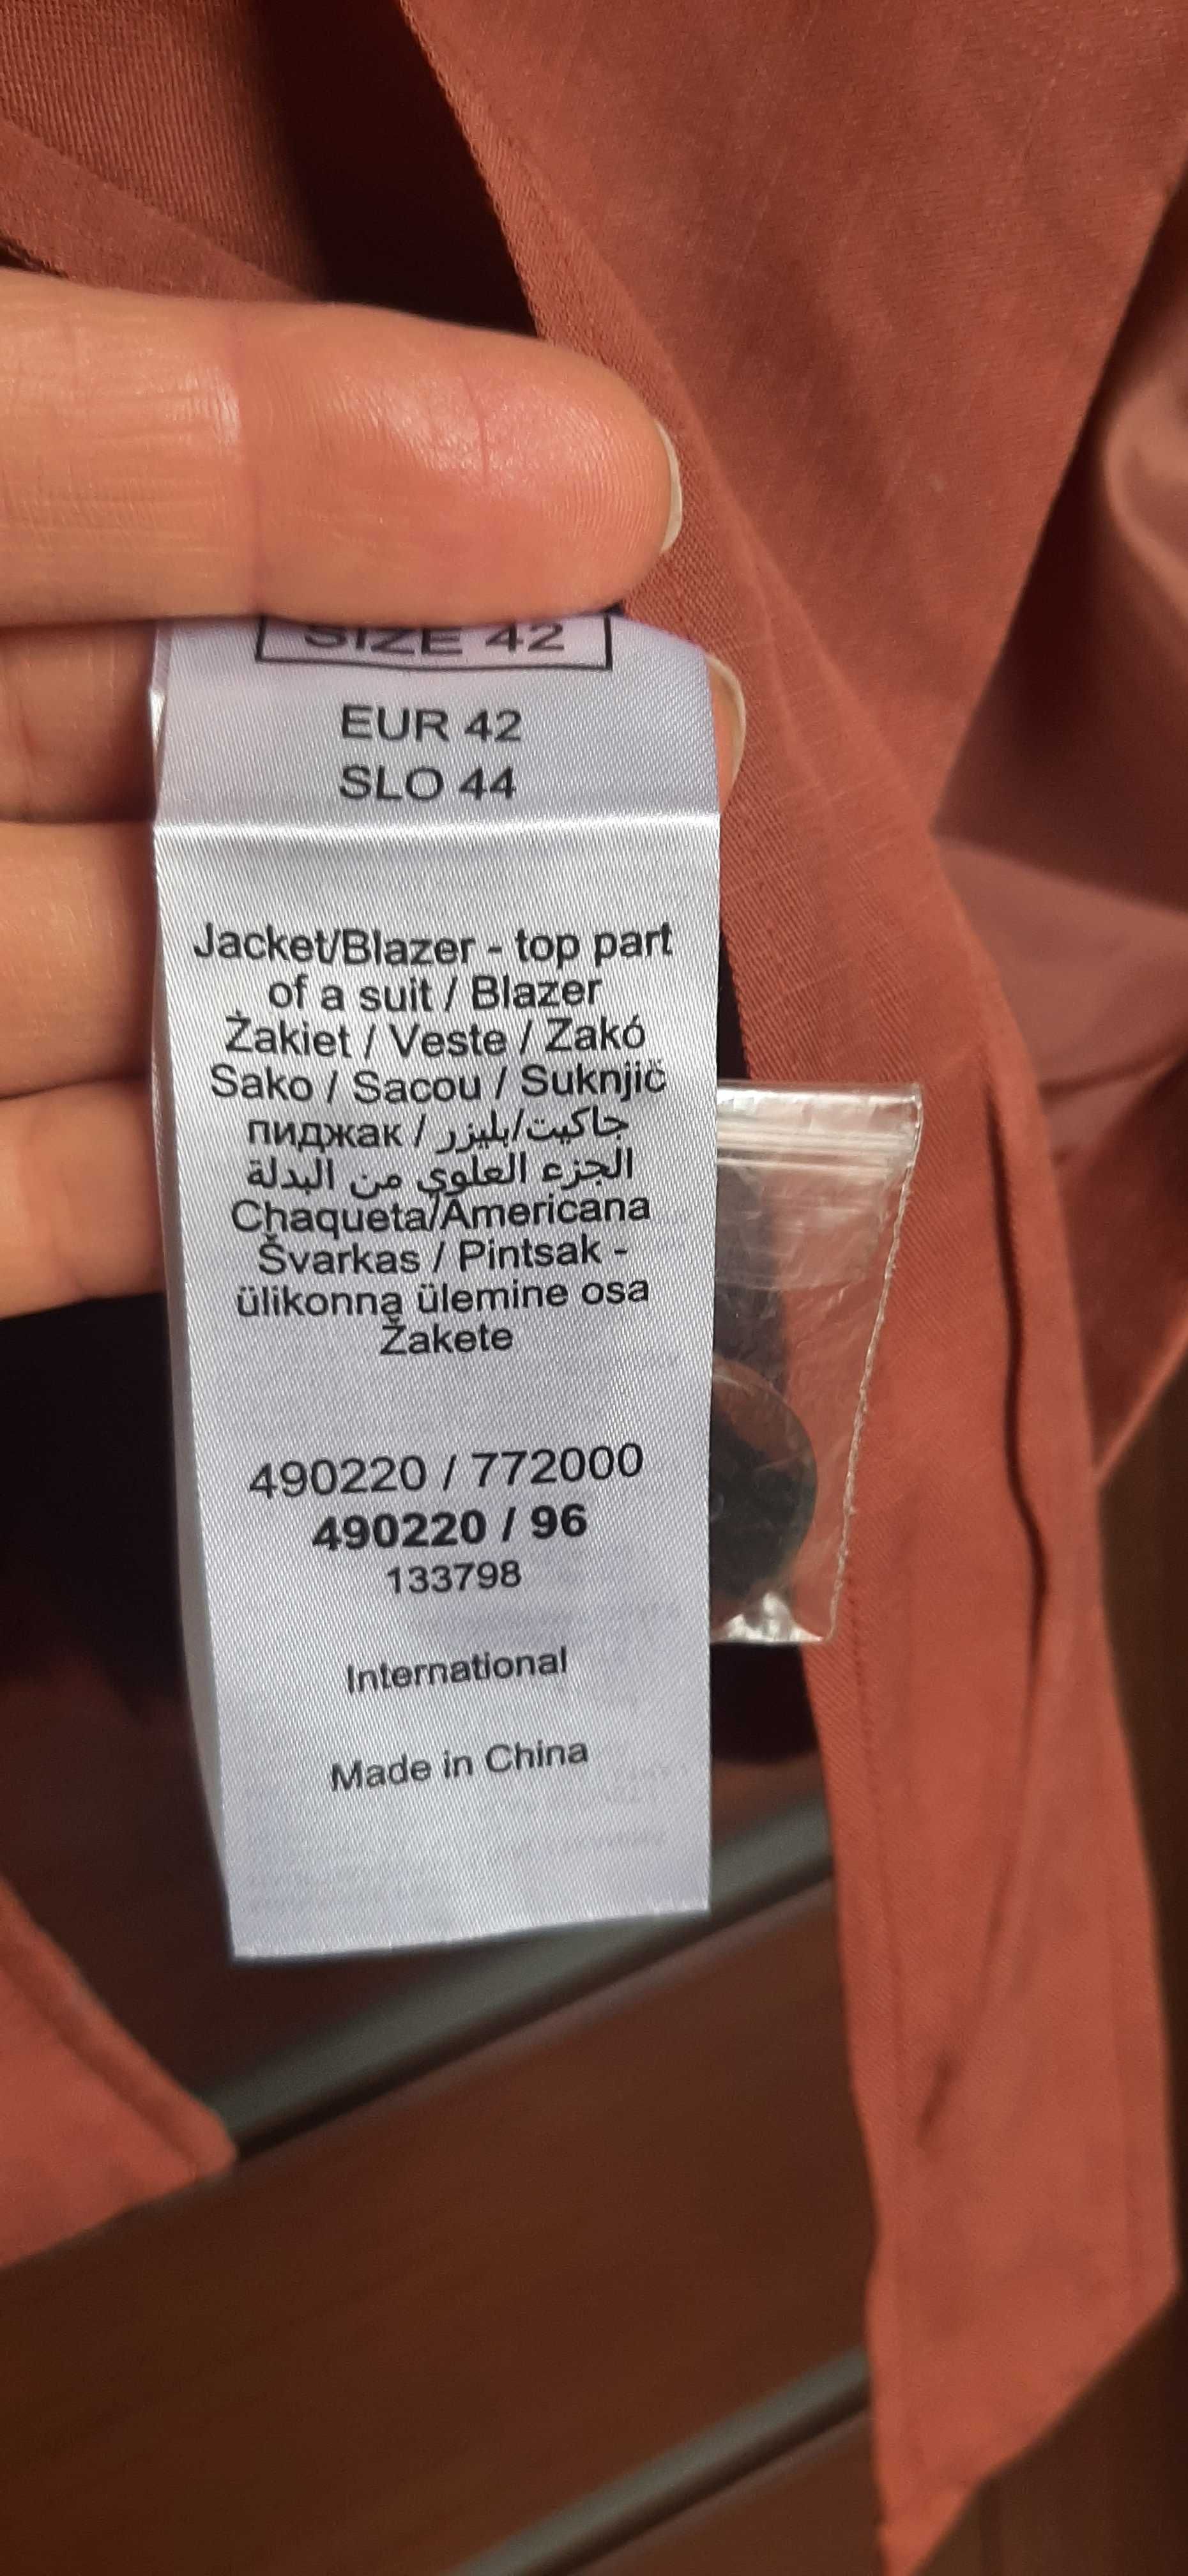 SIZE 42
EUR 42
SLO 44
Jacket/Blazer - top part
of a suit / Blazer
Żakiet / Veste / Zakó
Sako / Sacou / Suknjič
пиджак / جاكيت/بليزر
الجزء العلوي من البدلة
Chaqueta/Americana
Švarkas / Pintsak -
ülikonna ülemine osa
Žakete
490220 / 772000
490220 / 96
133798
International
Made in China